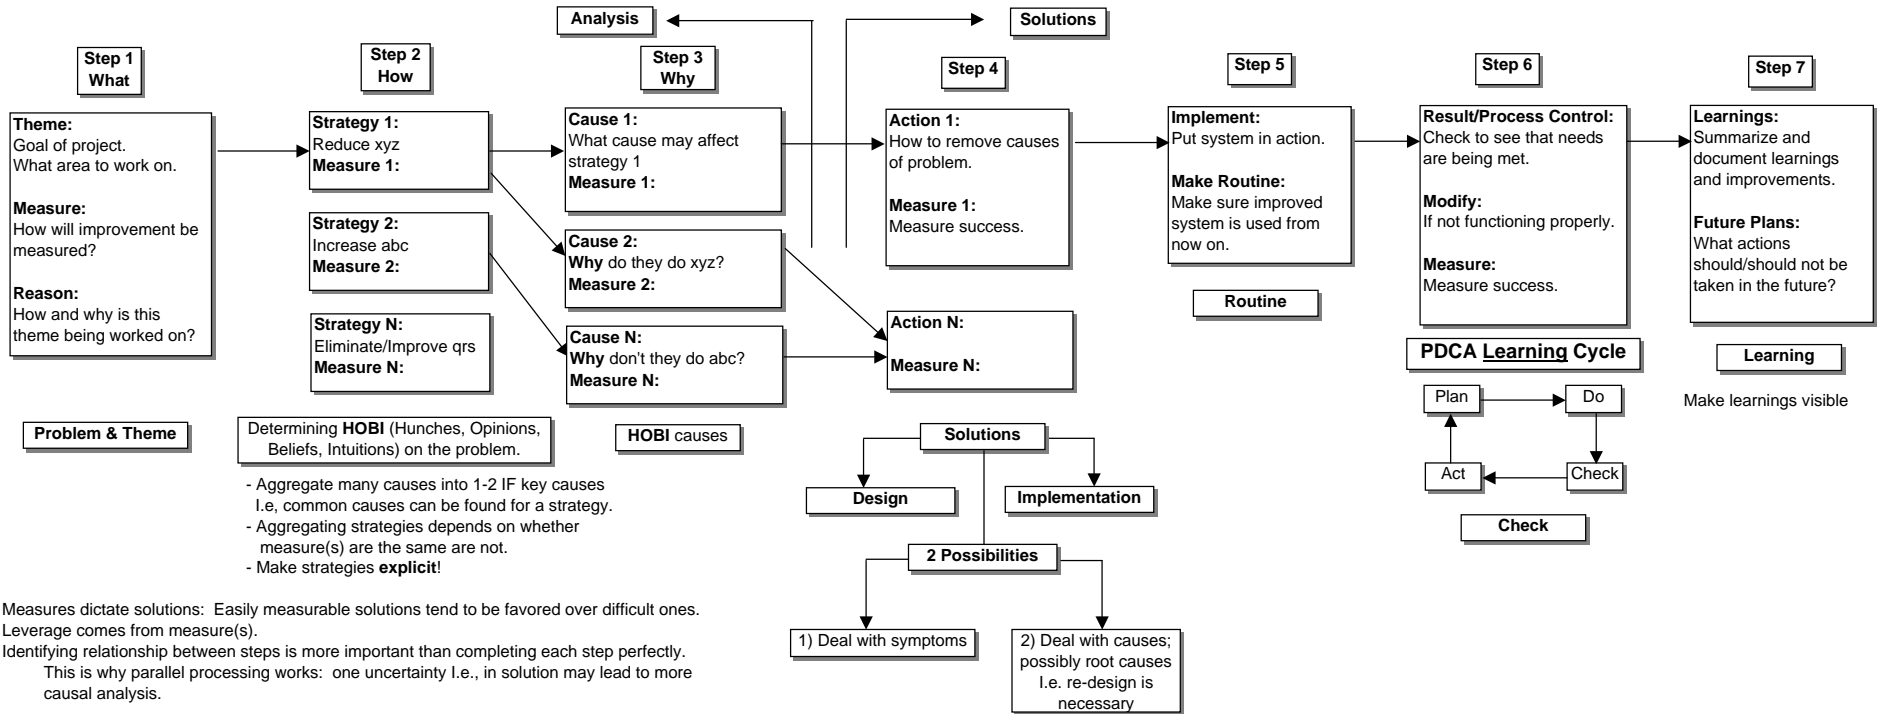 Analysis
Solutions
Step 1
What
Step 2
How
Step 3
Why
Step 4
Step 5
Step 6
Step 7
Theme:
Goal of project.
What area to work on.
Measure:
How will improvement be
measured?
Reason:
How and why is this
theme being worked on?
Strategy 1:
Reduce xyz
Measure 1:
Strategy 2:
Increase abc
Measure 2:
Strategy N:
Eliminate/Improve qrs
Measure N:
Cause 1:
What cause may affect
strategy 1
Measure 1:
Cause 2:
Why do they do xyz?
Measure 2:
Cause N:
Why don't they do abc?
Measure N:
Action 1:
How to remove causes
of problem.
Measure 1:
Measure success.
Action N:
Measure N:
Implement:
Put system in action.
Make Routine:
Make sure improved
system is used from
now on.
Routine
Result/Process Control:
Check to see that needs
are being met.
Modify:
If not functioning properly.
Measure:
Measure success.
Learnings:
Summarize and
document learnings
and improvements.
Future Plans:
What actions
should/should not be
taken in the future?
PDCA Learning Cycle
Plan
Do
Act
Check
Check
Learning
Make learnings visible
Problem & Theme
Determining HOBI (Hunches, Opinions,
Beliefs, Intuitions) on the problem.
HOBI causes
- Aggregate many causes into 1-2 IF key causes
I.e, common causes can be found for a strategy.
- Aggregating strategies depends on whether
measure(s) are the same are not.
- Make strategies explicit!
Solutions
Design
Implementation
2 Possibilities
1) Deal with symptoms
2) Deal with causes;
possibly root causes
I.e. re-design is
necessary
Measures dictate solutions: Easily measurable solutions tend to be favored over difficult ones.
Leverage comes from measure(s).
Identifying relationship between steps is more important than completing each step perfectly.
This is why parallel processing works: one uncertainty I.e., in solution may lead to more
causal analysis.